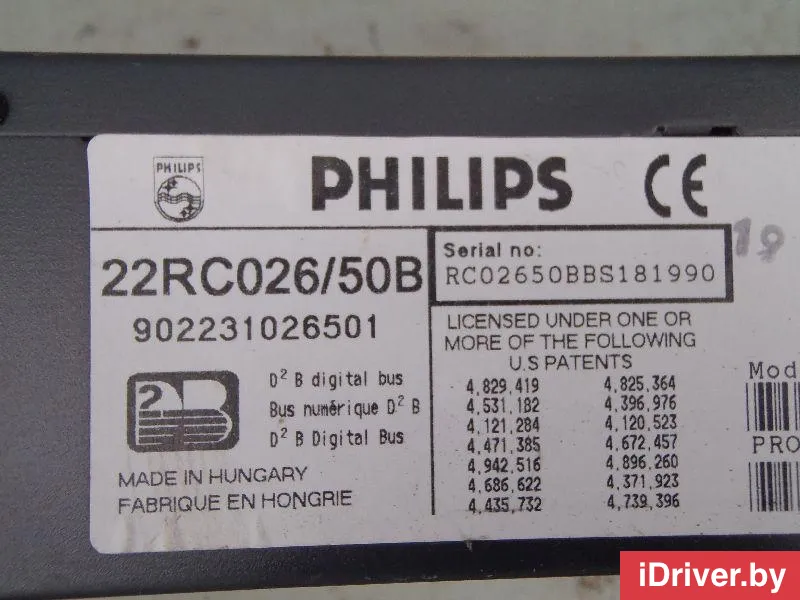 PHILIPS
PHILIPS CE
22RC026/50B
902231026501
D² B digital bus
Bus numérique D² B
D² B Digital Bus
MADE IN HUNGARY
FABRIQUE EN HONGRIE
Serial no:
RC02650BBS181990
19
LICENSED UNDER ONE OR
MORE OF THE FOLLOWING
U.S PATENTS
4,829,419 4,825,364
4,531,182 4,396,976
4,121,284 4,120,523
4,471,385 4,672,457
4,942,516 4,896,260
4,686,622 4,371,923
4,435,732 4,739,396
Mod
PRO
iDriver.by